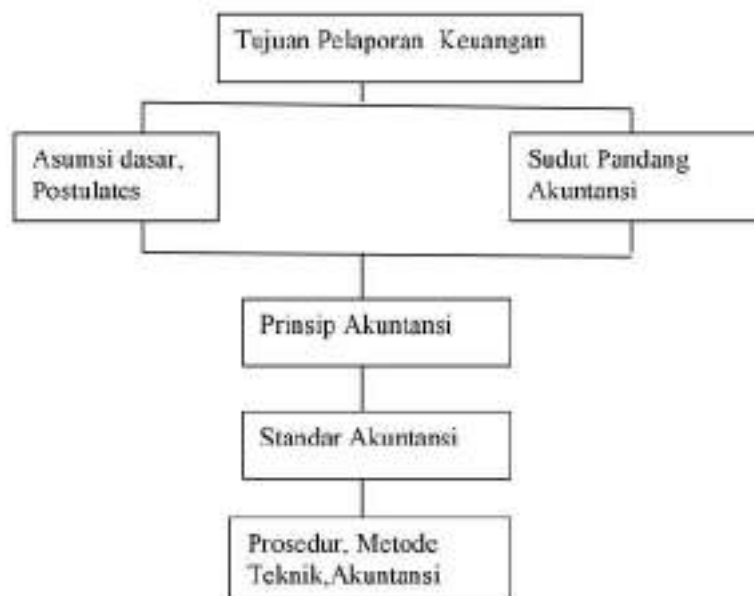 Tujuan Pelaporan Keuangan
Asumsi dasar,
Postulates
Sudut Pandang
Akuntansi
Prinsip Akuntansi
Standar Akuntansi
Prosedur, Metode
Teknik,Akuntansi